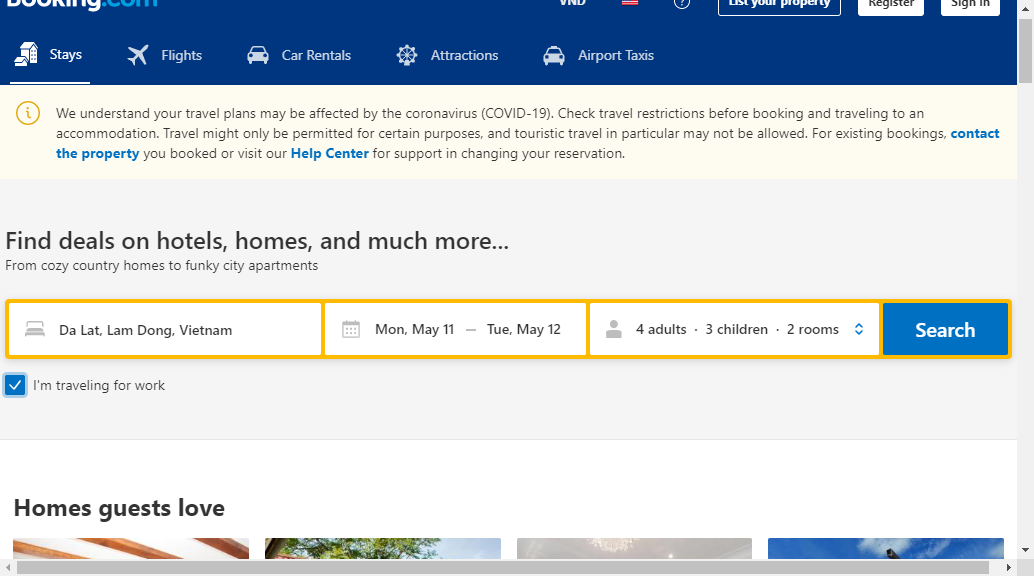 Booking.com
VND
List your property
Register
Sign in
Stays
Flights
Car Rentals
Attractions
Airport Taxis
We understand your travel plans may be affected by the coronavirus (COVID-19). Check travel restrictions before booking and traveling to an
accommodation. Travel might only be permitted for certain purposes, and touristic travel in particular may not be allowed. For existing bookings, contact
the property you booked or visit our Help Center for support in changing your reservation.
Find deals on hotels, homes, and much more...
From cozy country homes to funky city apartments
Da Lat, Lam Dong, Vietnam
Mon, May 11 — Tue, May 12
4 adults · 3 children · 2 rooms
Search
I'm traveling for work
Homes guests love